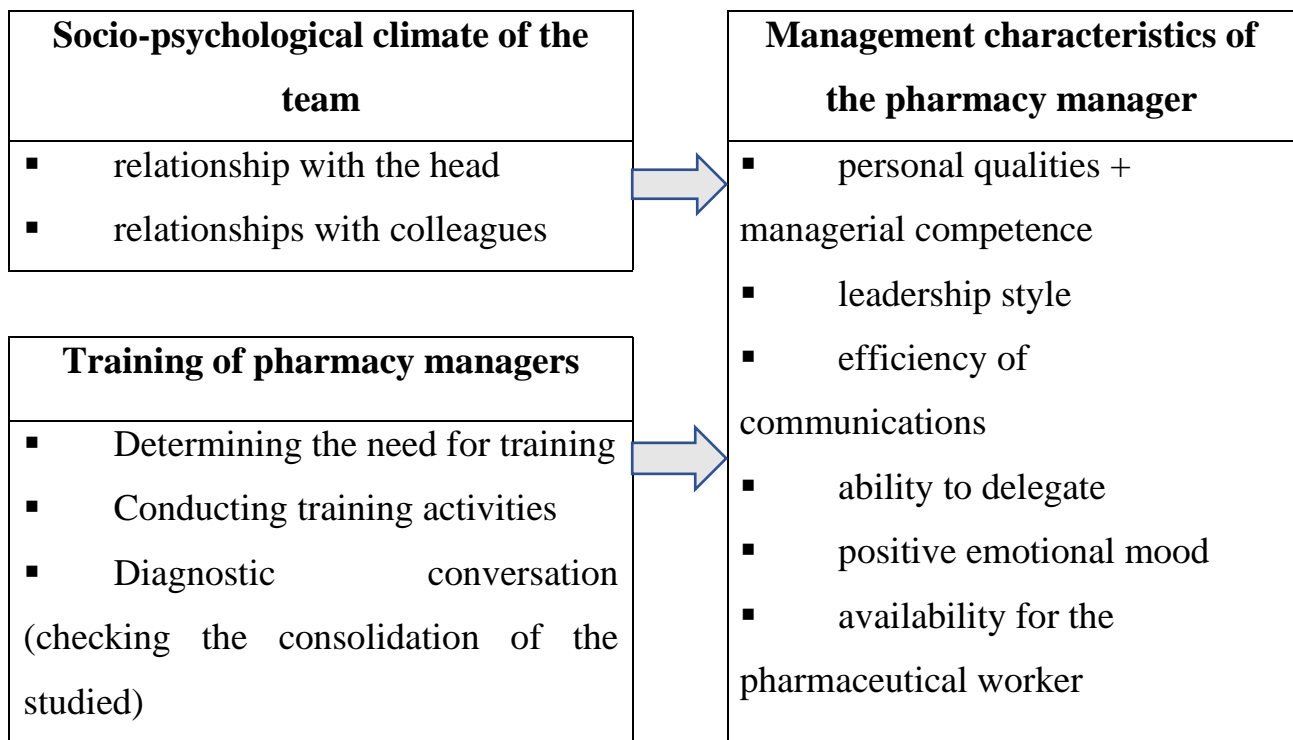 Socio-psychological climate of the
team
▪ relationship with the head
▪ relationships with colleagues
Training of pharmacy managers
▪ Determining the need for training
▪ Conducting training activities
▪ Diagnostic conversation
(checking the consolidation of the
studied)
Management characteristics of
the pharmacy manager
▪ personal qualities +
managerial competence
▪ leadership style
▪ efficiency of
communications
▪ ability to delegate
▪ positive emotional mood
▪ availability for the
pharmaceutical worker